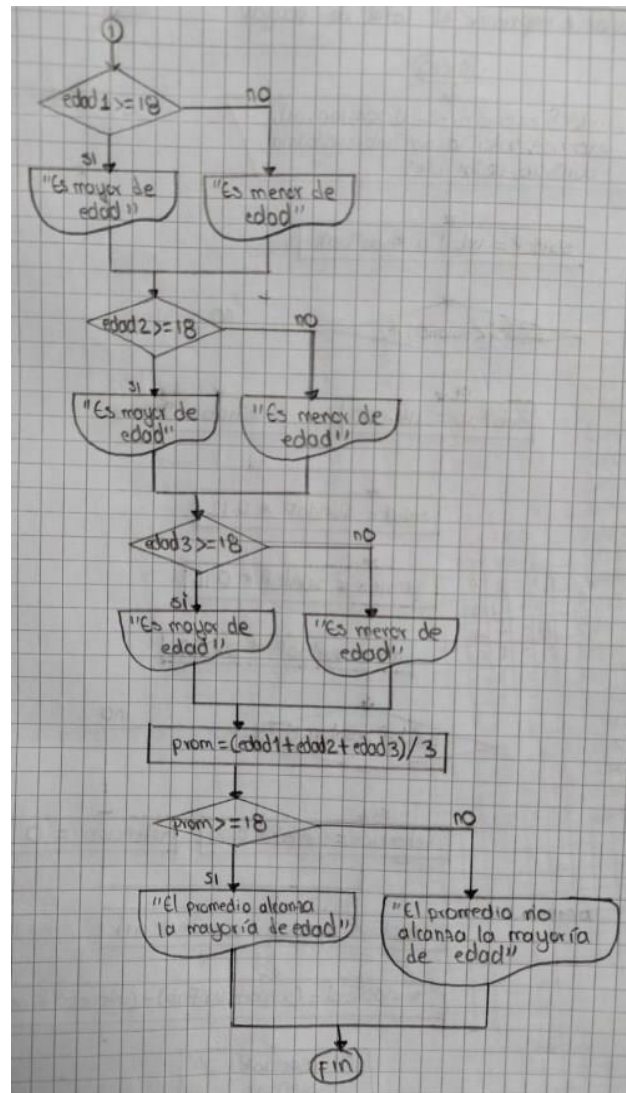 1
edad1>=18
no
si
"Es mayor de
edad"
"Es menor de
edad"
edad2>=18
no
si
"Es mayor de
edad"
"Es menor de
edad"
edad3>=18
no
si
"Es mayor de
edad"
"Es menor de
edad"
prom=(edad1+edad2+edad3)/3
prom>=18
no
si
"El promedio alcanza
la mayoría de edad"
"El promedio no
alcanza la mayoría
de edad"
FIN